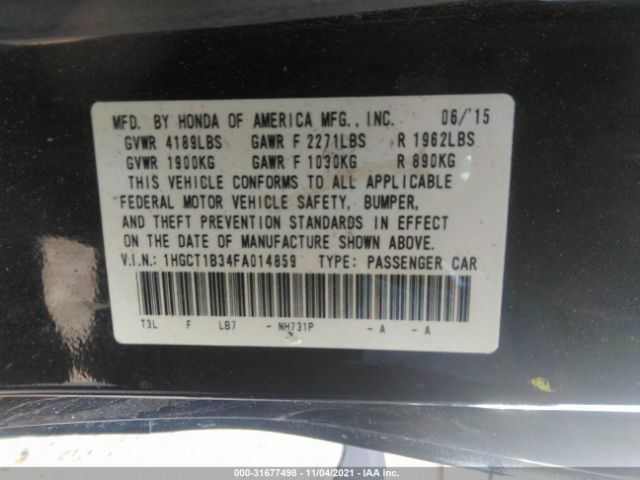 MFD. BY HONDA OF AMERICA MFG., INC. 06/'15
GVWR 4189LBS GAWR F 2271LBS R 1962LBS
GVWR 1900KG GAWR F 1030KG R 890KG
THIS VEHICLE CONFORMS TO ALL APPLICABLE
FEDERAL MOTOR VEHICLE SAFETY, BUMPER,
AND THEFT PREVENTION STANDARDS IN EFFECT
ON THE DATE OF MANUFACTURE SHOWN ABOVE.
V.I.N.: 1HGCT1B34FA014859 TYPE: PASSENGER CAR
T3L F LB7 - NH731P - A - A
000-31677498 - 11/04/2021 - IAA Inc.